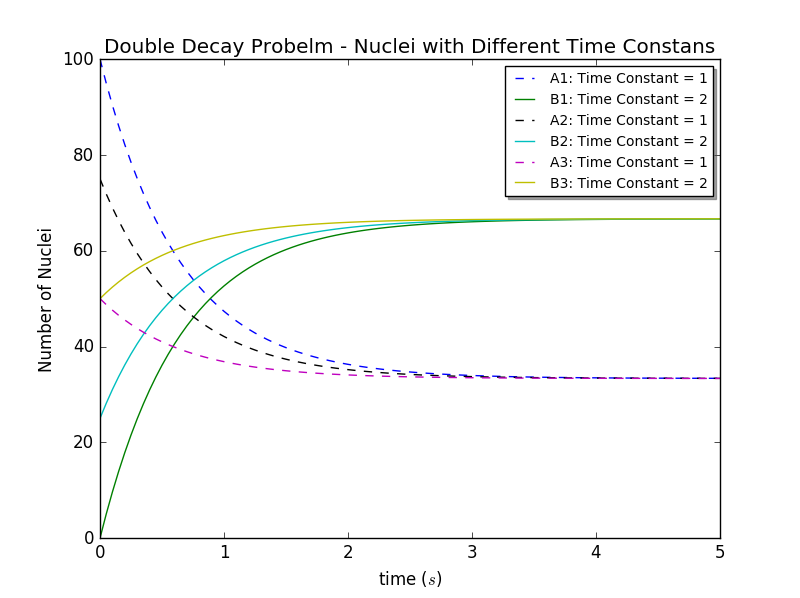 Double Decay Probelm - Nuclei with Different Time Constans
A1: Time Constant = 1
B1: Time Constant = 2
A2: Time Constant = 1
B2: Time Constant = 2
A3: Time Constant = 1
B3: Time Constant = 2
Number of Nuclei
100
80
60
40
20
0
0 1 2 3 4 5
time (s)